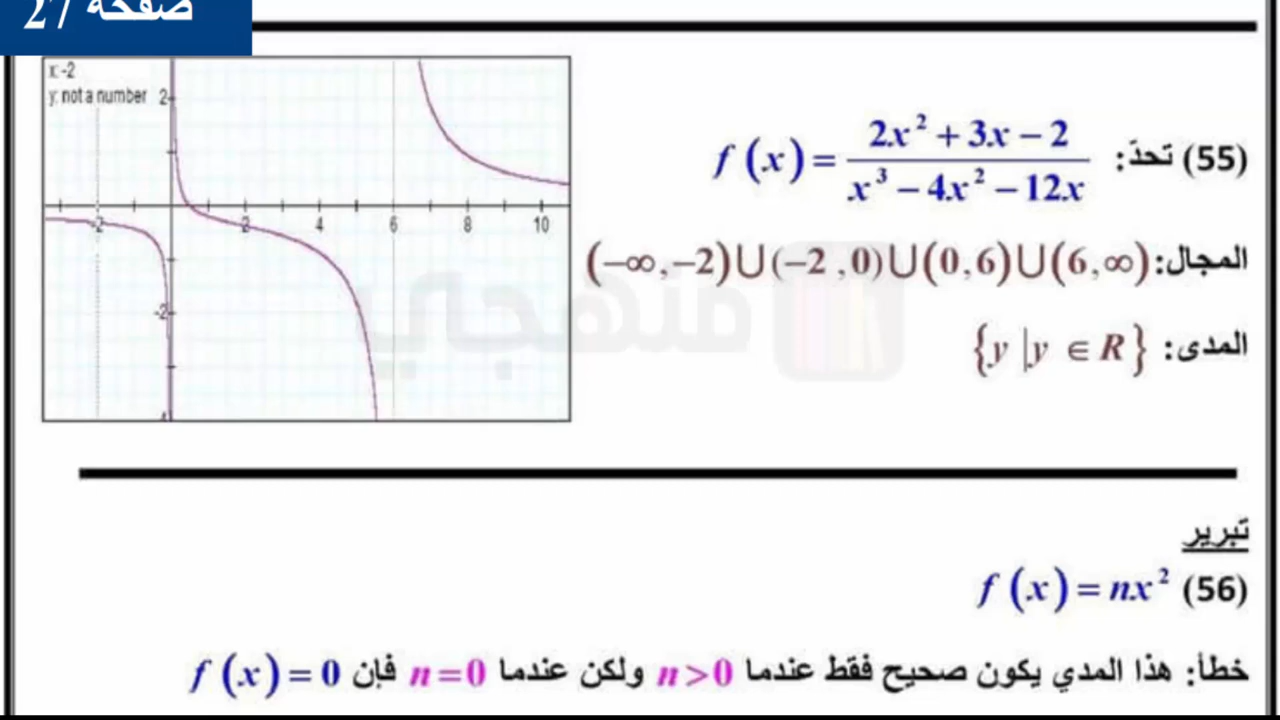 صفحة 27
x: -2
y: not a number
2
-2
-2
2
4
6
8
10
55) تحدّ: f(x) = (2x² + 3x − 2) / (x³ − 4x² − 12x)
المجال: (−∞,−2)∪(−2,0)∪(0,6)∪(6,∞)
المدى: {y |y ∈ R}
منهجي
تبرير
(56) f(x) = nx²
خطأ: هذا المدي يكون صحيح فقط عندما n>0 ولكن عندما n=0 فإن f(x)=0